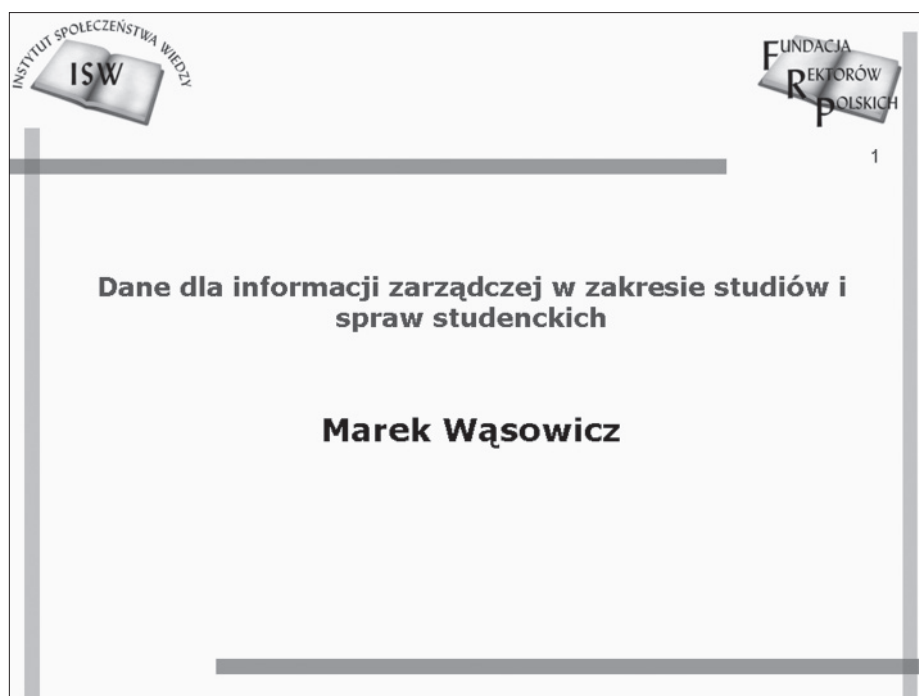 INSTYTUT SPOŁECZEŃSTWA WIEDZY
ISW
FUNDACJA
REKTORÓW
POLSKICH
1
Dane dla informacji zarządczej w zakresie studiów i
spraw studenckich
Marek Wąsowicz